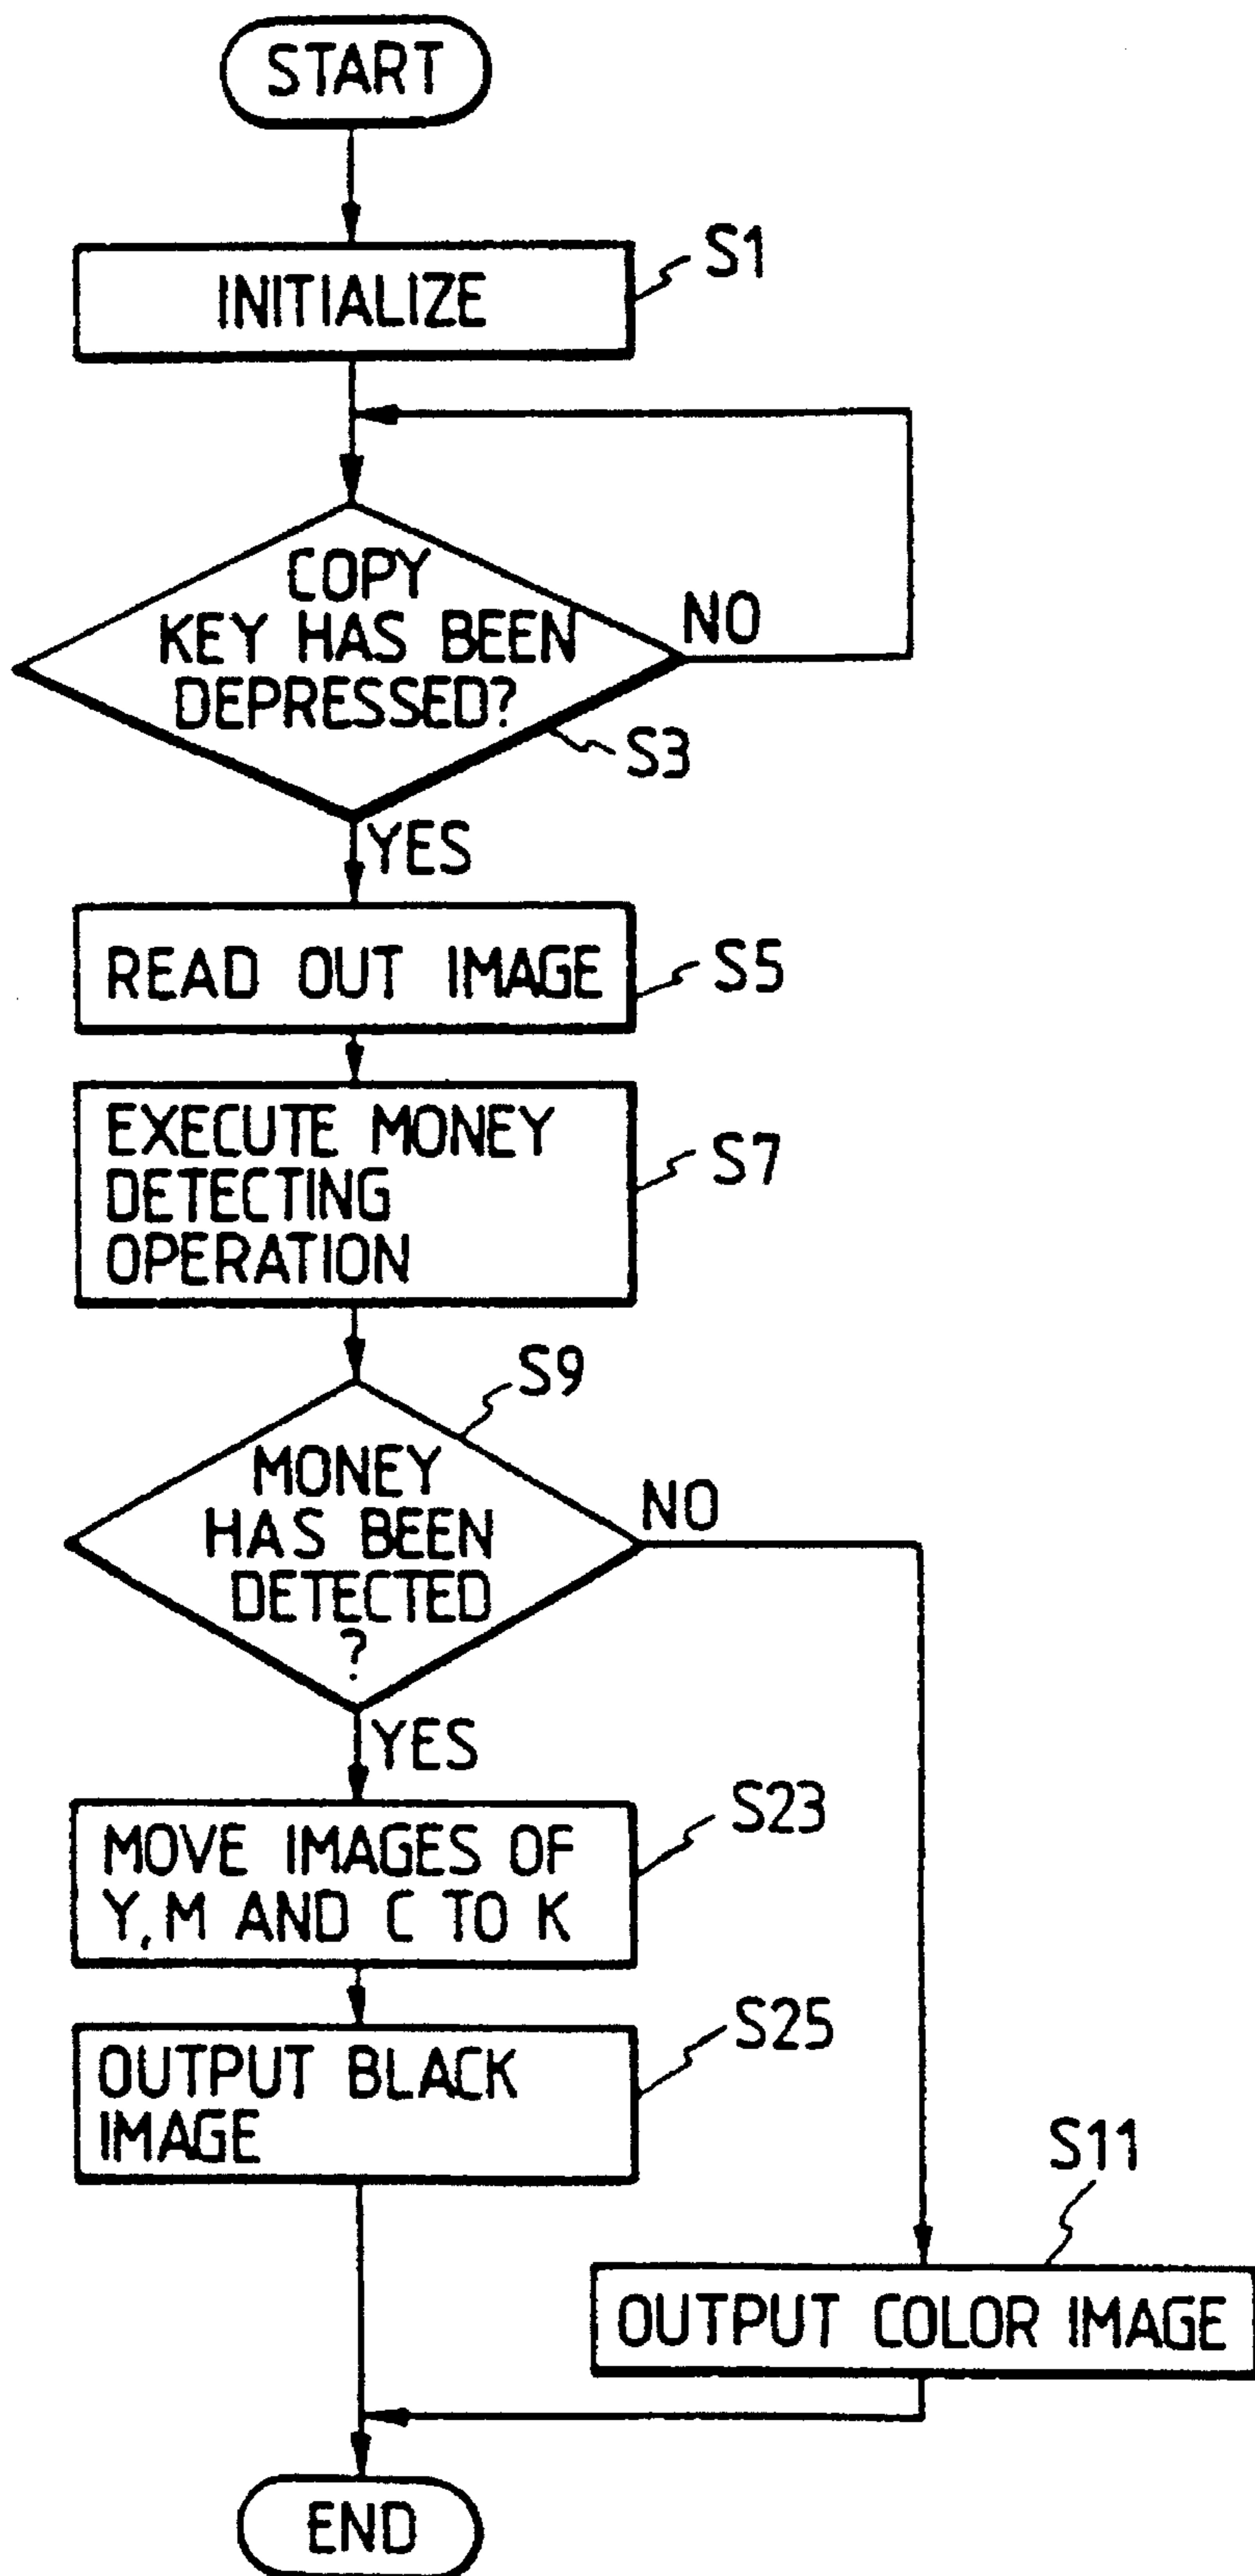 START
INITIALIZE
S1
COPY
KEY HAS BEEN
DEPRESSED?
NO
S3
YES
READ OUT IMAGE
S5
EXECUTE MONEY
DETECTING
OPERATION
S7
S9
MONEY
HAS BEEN
DETECTED
?
NO
YES
MOVE IMAGES OF
Y, M AND C TO K
S23
OUTPUT BLACK
IMAGE
S25
S11
OUTPUT COLOR IMAGE
END